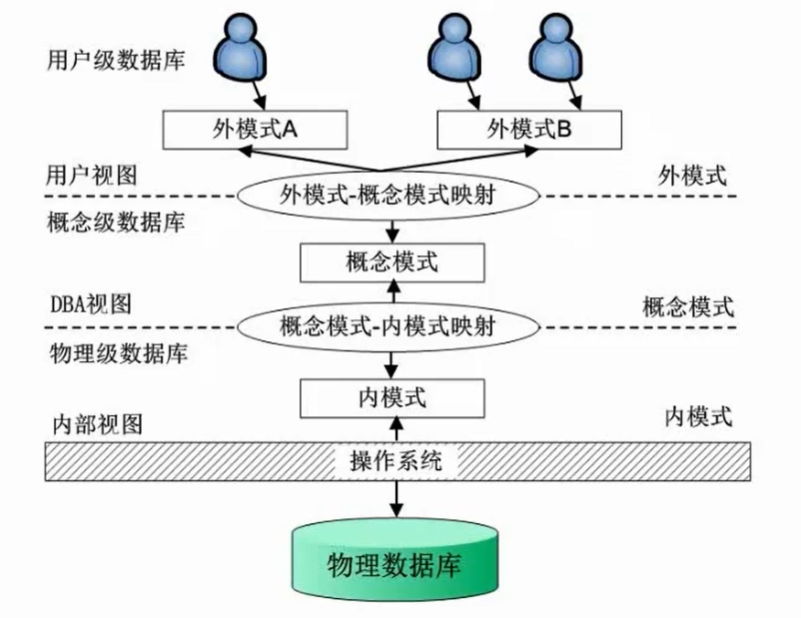 用户级数据库
外模式A
外模式B
用户视图
外模式
外模式-概念模式映射
概念级数据库
概念模式
DBA视图
概念模式
概念模式-内模式映射
物理级数据库
内模式
内部视图
内模式
操作系统
物理数据库